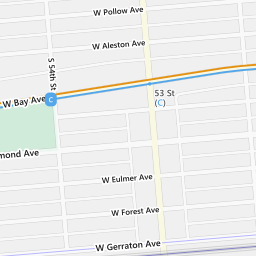 W Pollow Ave
W Aleston Ave
S 54th St
W Bay Ave
C
53 St
(C)
mond Ave
W Eulmer Ave
W Forest Ave
W Gerraton Ave